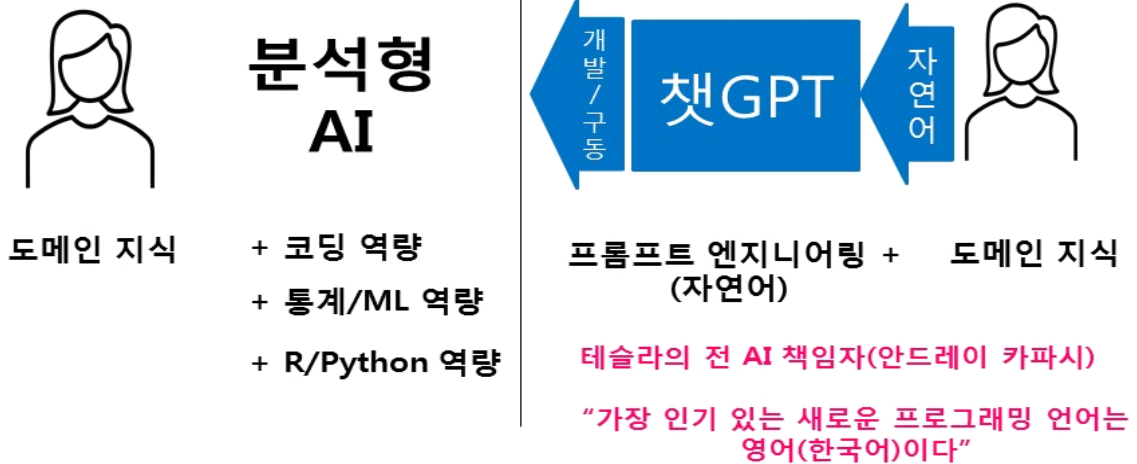 분석형
AI
도메인 지식
+ 코딩 역량
+ 통계/ML 역량
+ R/Python 역량
개발/구동
챗GPT
자연어
프롬프트 엔지니어링 + 도메인 지식
(자연어)
테슬라의 전 AI 책임자(안드레이 카파시)
“가장 인기 있는 새로운 프로그래밍 언어는
영어(한국어)이다”